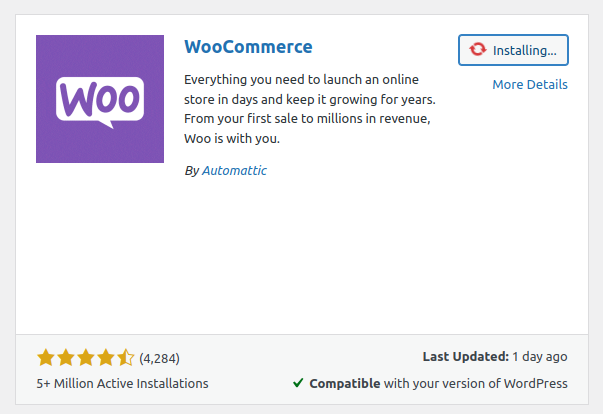 WOO
WooCommerce
Installing...
More Details
Everything you need to launch an online
store in days and keep it growing for years.
From your first sale to millions in revenue,
Woo is with you.
By Automattic
(4,284)
Last Updated: 1 day ago
5+ Million Active Installations
Compatible with your version of WordPress